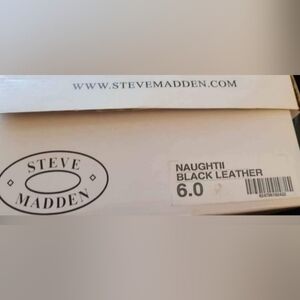 WWW.STEVEMADDEN.COM
STEVE
MADDEN
NAUGHTII
BLACK LEATHER
6.0